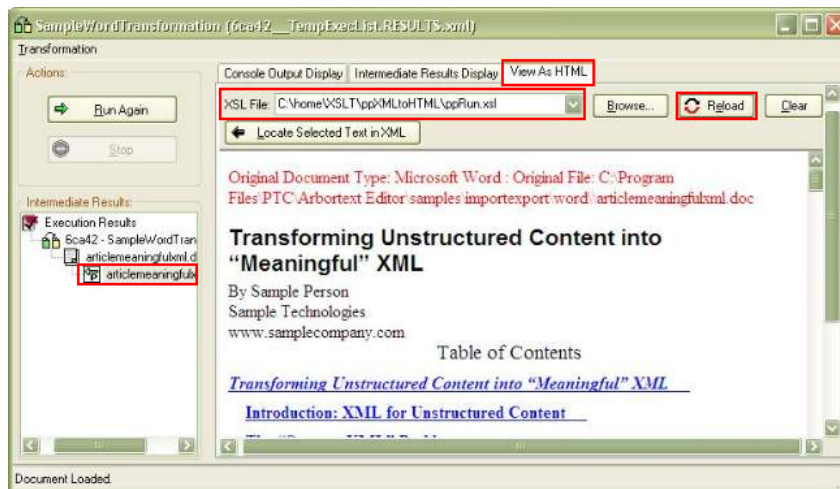 SampleWordTransformation (6ca42__TempExecList.RESULTS.xml)
Transformation
Actions:
Run Again
Stop
Intermediate Results:
Execution Results
6ca42 - SampleWordTran
articlemeaningfulxml.d
articlemeaningfulx
Console Output Display Intermediate Results Display View As HTML
XSL File: C:\home\XSLT\ppXMLtoHTML\ppRun.xsl Browse... Reload Clear
Locate Selected Text in XML
Original Document Type: Microsoft Word : Original File: C:\Program
Files\PTC\Arbortext Editor\samples\importexport\word\articlemeaningfulxml.doc
Transforming Unstructured Content into
“Meaningful” XML
By Sample Person
Sample Technologies
www.samplecompany.com
Table of Contents
Transforming Unstructured Content into “Meaningful” XML
Introduction: XML for Unstructured Content
Document Loaded.